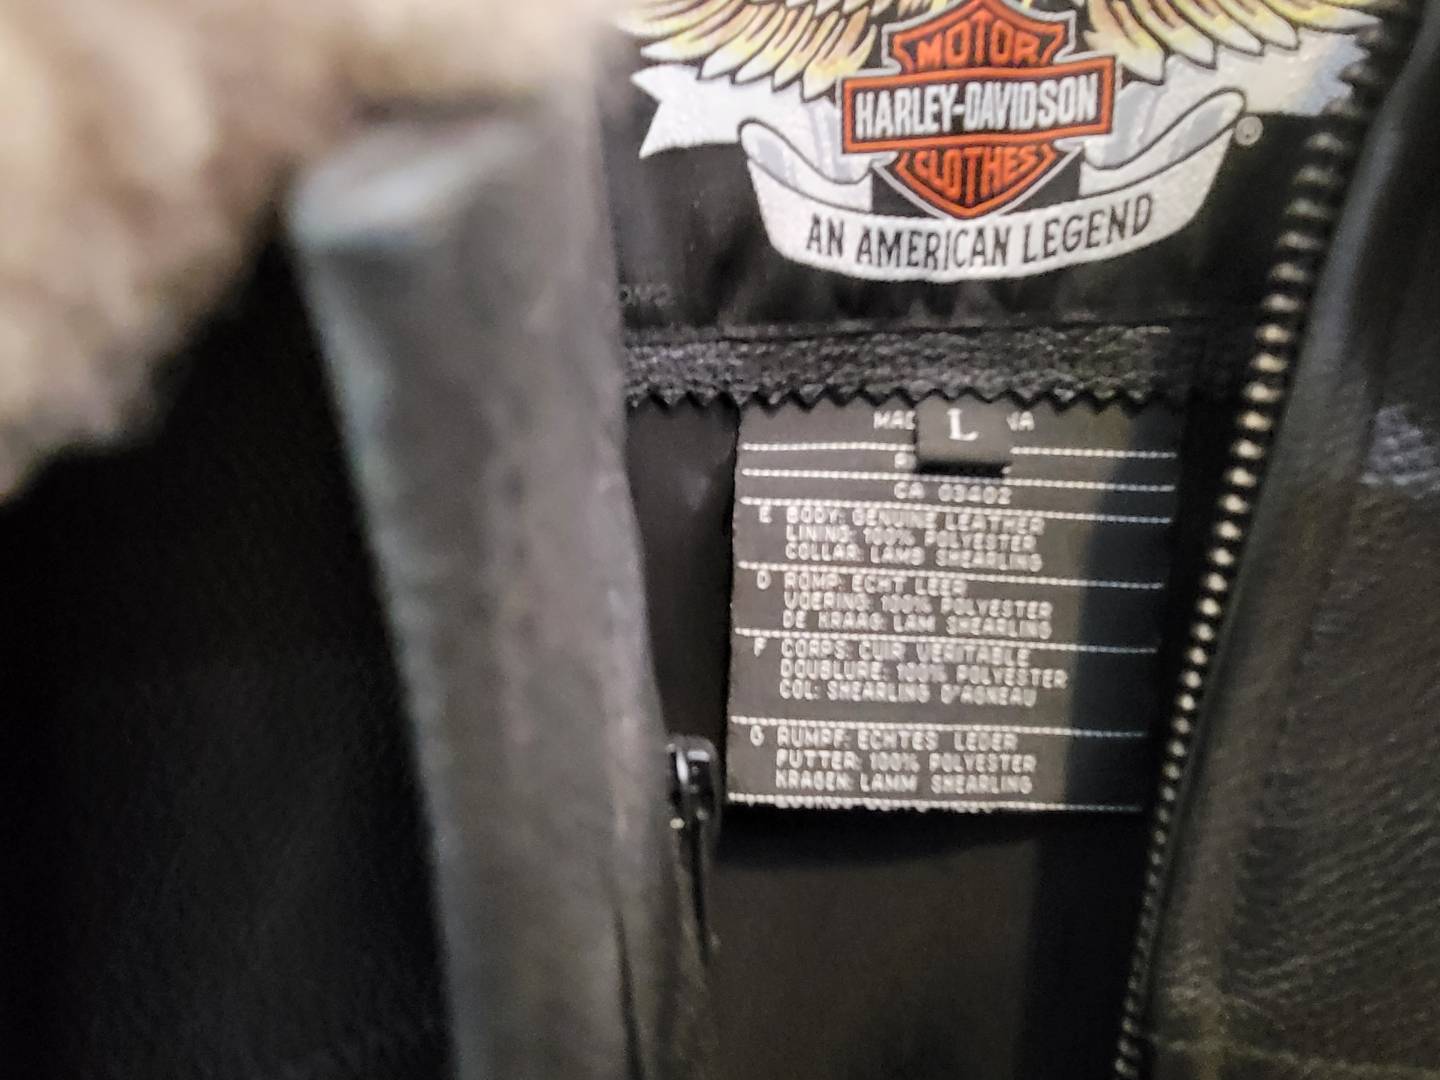 MOTOR
HARLEY-DAVIDSON
CLOTHES
®
AN AMERICAN LEGEND
L
CA 03402
E BODY: GENUINE LEATHER
LINING: 100% POLYESTER
COLLAR: LAMB SHEARLING
D ROMP: ECHT LEER
VOERING: 100% POLYESTER
DE KRAAG: LAM SHEARLING
F CORPS: CUIR VERITABLE
DOUBLURE: 100% POLYESTER
COL: SHEARLING D'AGNEAU
G RUMPF: ECHTES LEDER
FUTTER: 100% POLYESTER
KRAGEN: LAMM SHEARLING